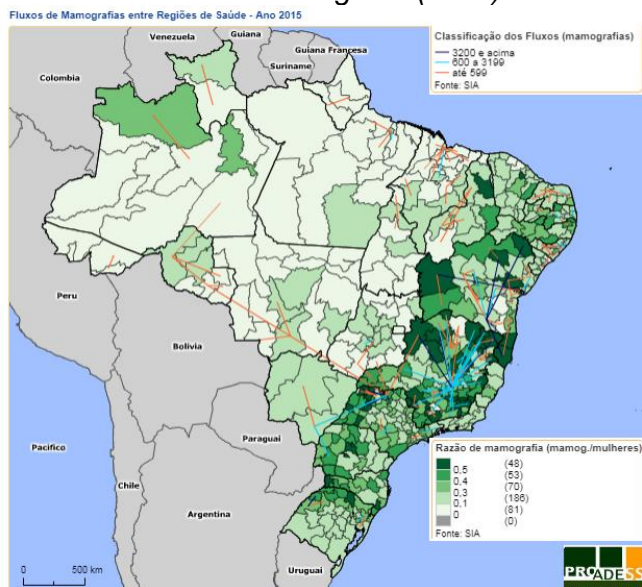 Fluxos de Mamografias entre Regiões de Saúde - Ano 2015
Classificação dos Fluxos (mamografias)
3200 e acima
600 a 3199
até 599
Fonte: SIA
Venezuela
Guiana
Guiana Francesa
Suriname
Colombia
Peru
Bolivia
Paraguai
Pacifico
Chile
Argentina
Uruguai
Razão de mamografia (mamog./mulheres)
0.5 (48)
0.4 (53)
0.3 (70)
0.1 (186)
0 (81)
(0)
Fonte: SIA
0 500 km
PROADESS